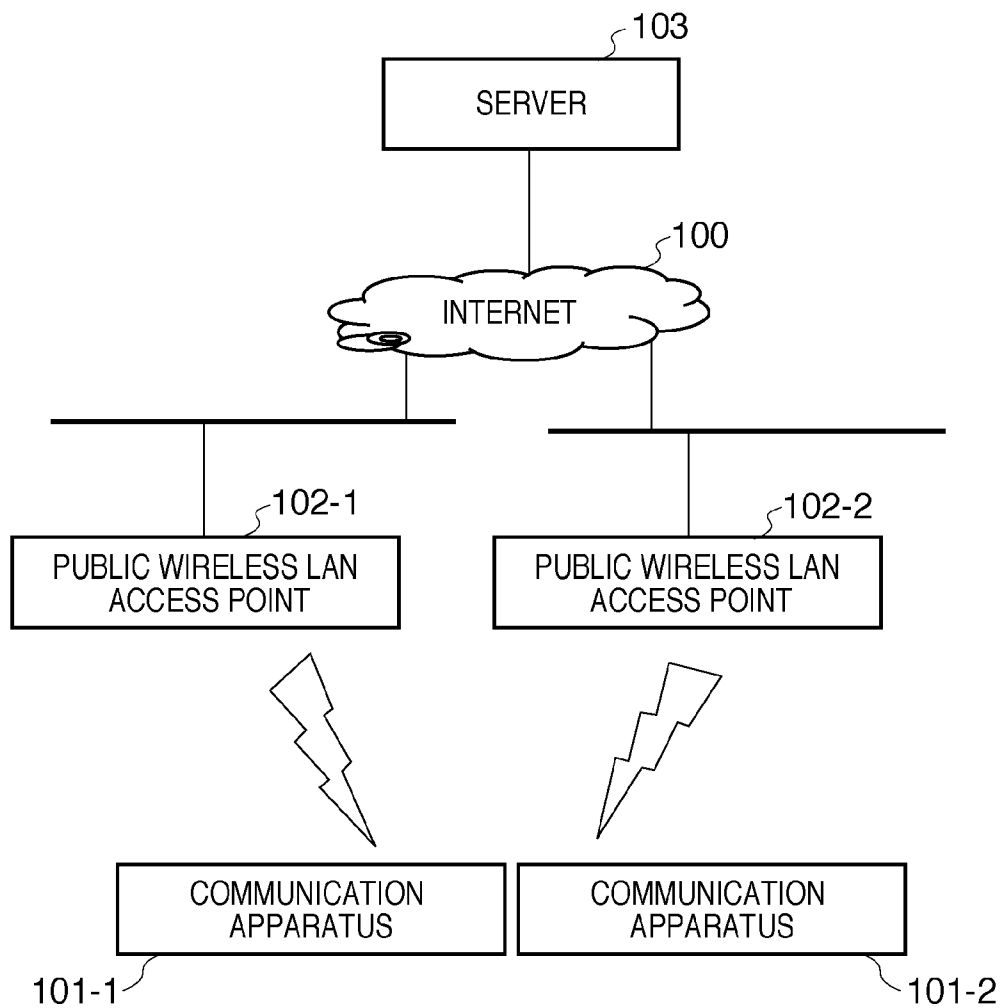 103
SERVER
100
INTERNET
102-1
PUBLIC WIRELESS LAN
ACCESS POINT
102-2
PUBLIC WIRELESS LAN
ACCESS POINT
COMMUNICATION
APPARATUS
101-1
COMMUNICATION
APPARATUS
101-2